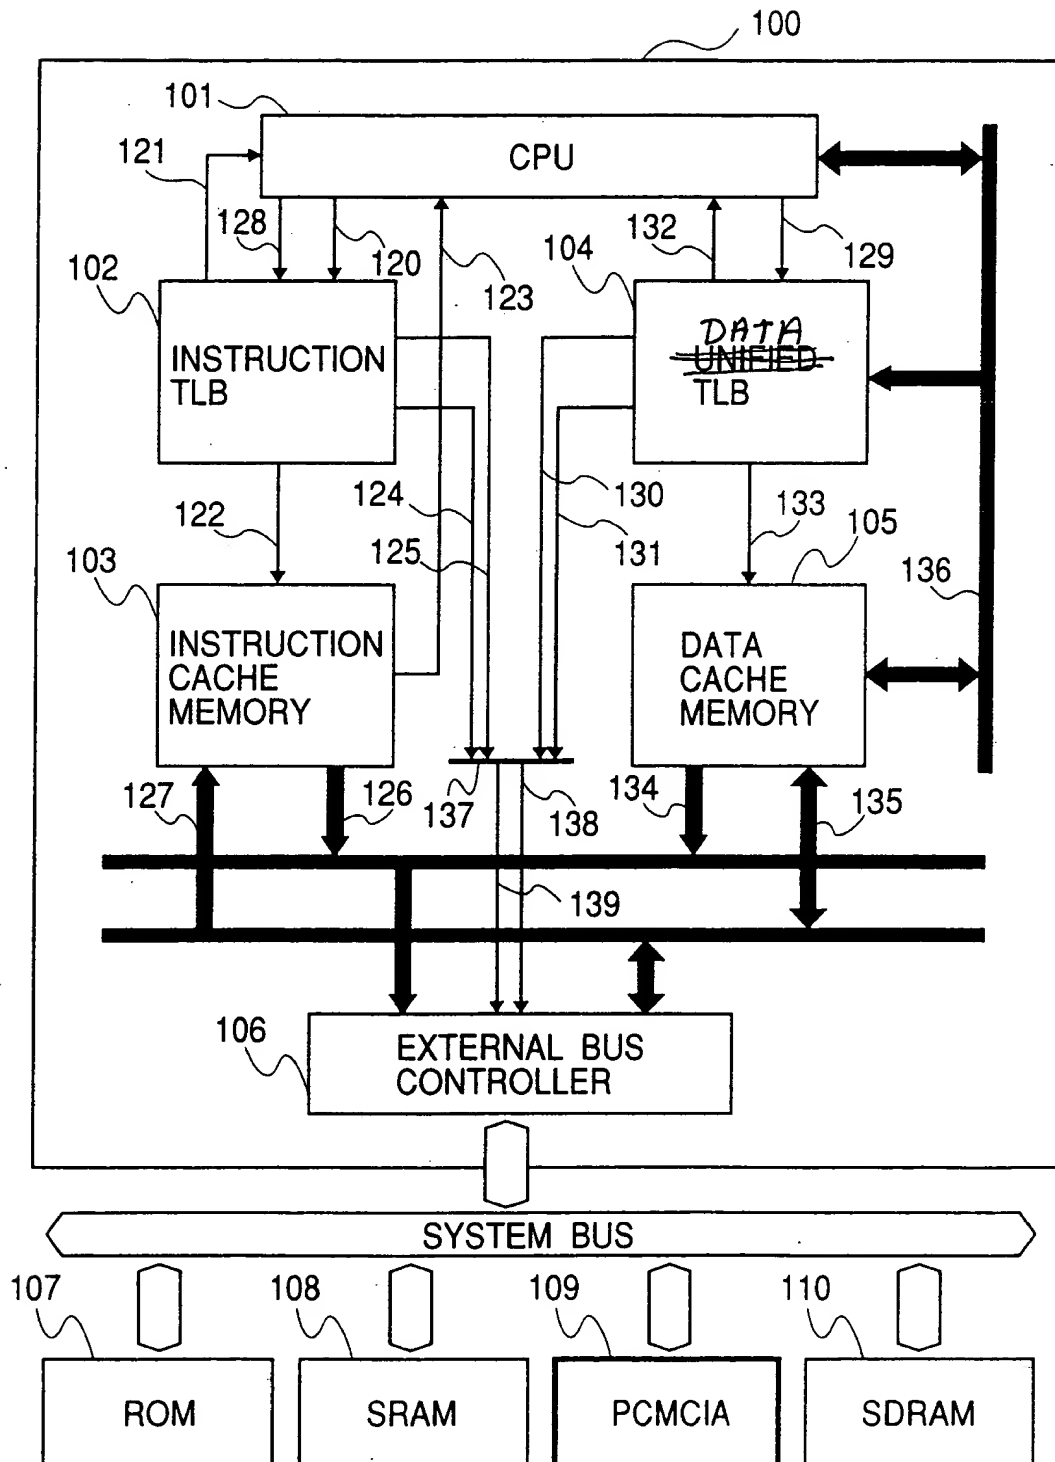 100
101
CPU
121
128
120
123
132
129
102
104
INSTRUCTION
TLB
DATA
UNIFIED
TLB
124
125
130
131
122
133
103
105
136
INSTRUCTION
CACHE
MEMORY
DATA
CACHE
MEMORY
127
126
137
138
134
135
139
106
EXTERNAL BUS
CONTROLLER
SYSTEM BUS
107
108
109
110
ROM
SRAM
PCMCIA
SDRAM